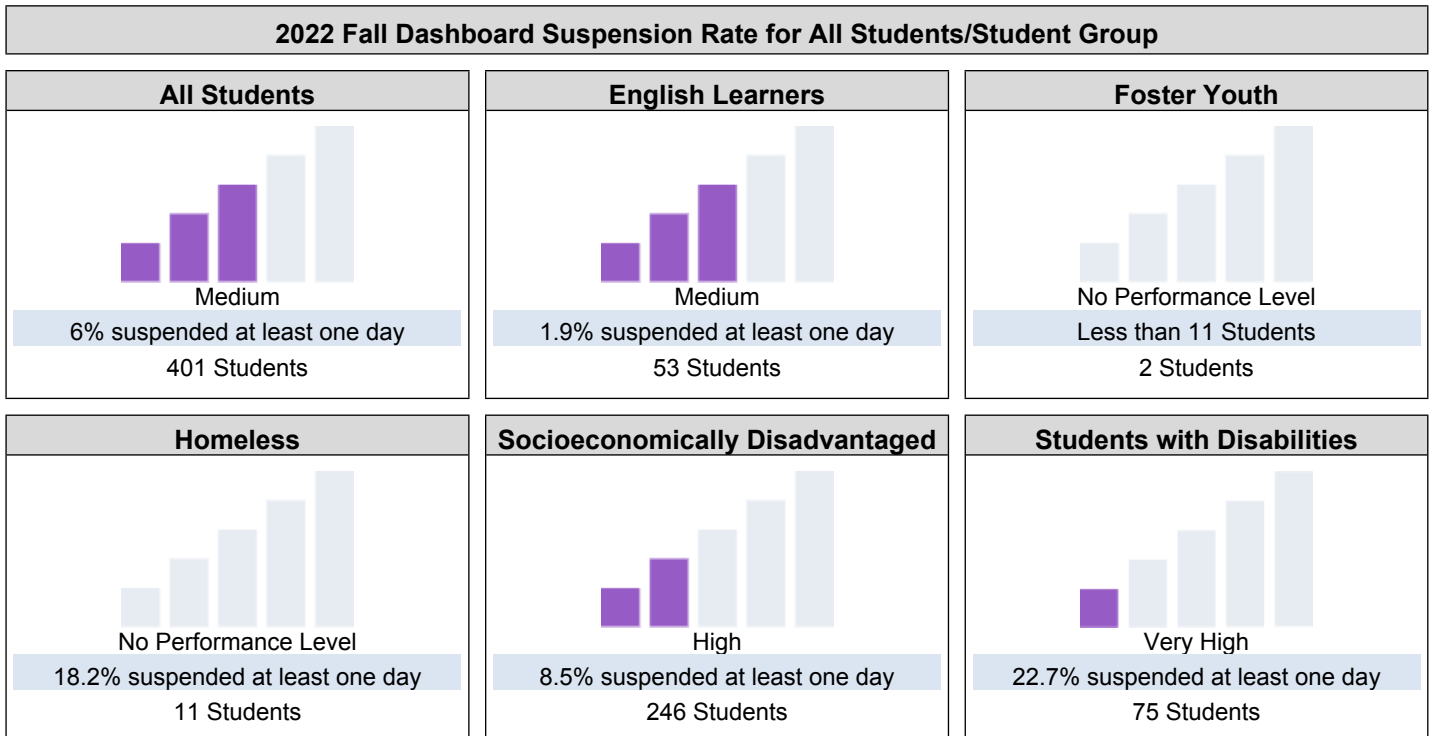 2022 Fall Dashboard Suspension Rate for All Students/Student Group
All Students
Medium
6% suspended at least one day
401 Students
English Learners
Medium
1.9% suspended at least one day
53 Students
Foster Youth
No Performance Level
Less than 11 Students
2 Students
Homeless
No Performance Level
18.2% suspended at least one day
11 Students
Socioeconomically Disadvantaged
High
8.5% suspended at least one day
246 Students
Students with Disabilities
Very High
22.7% suspended at least one day
75 Students